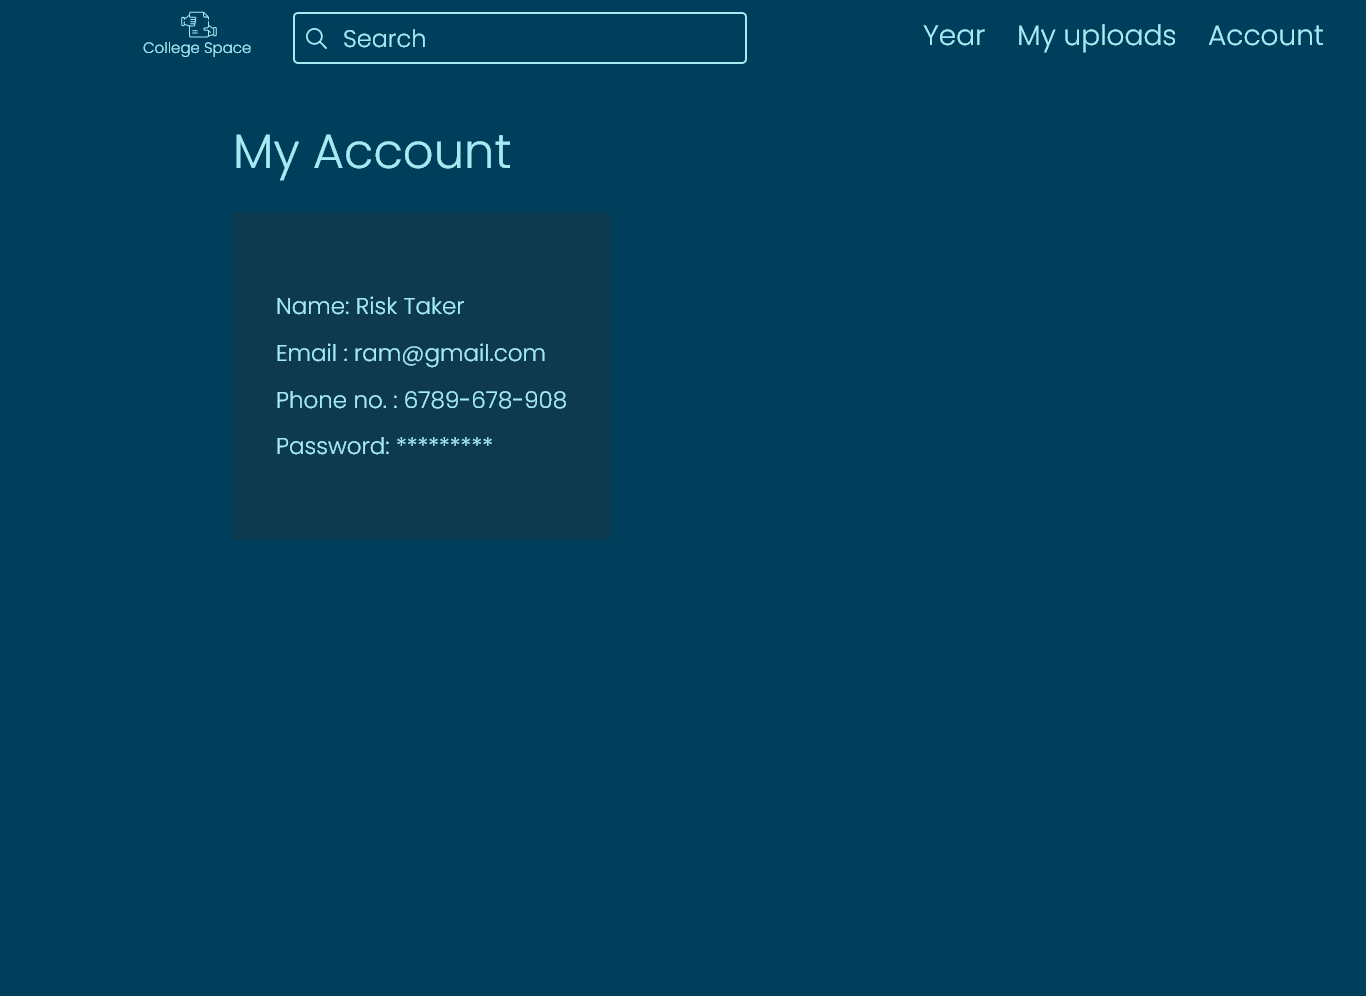 College Space
Search
Year
My uploads
Account
My Account
Name: Risk Taker
Email : ram@gmail.com
Phone no. : 6789-678-908
Password: *********